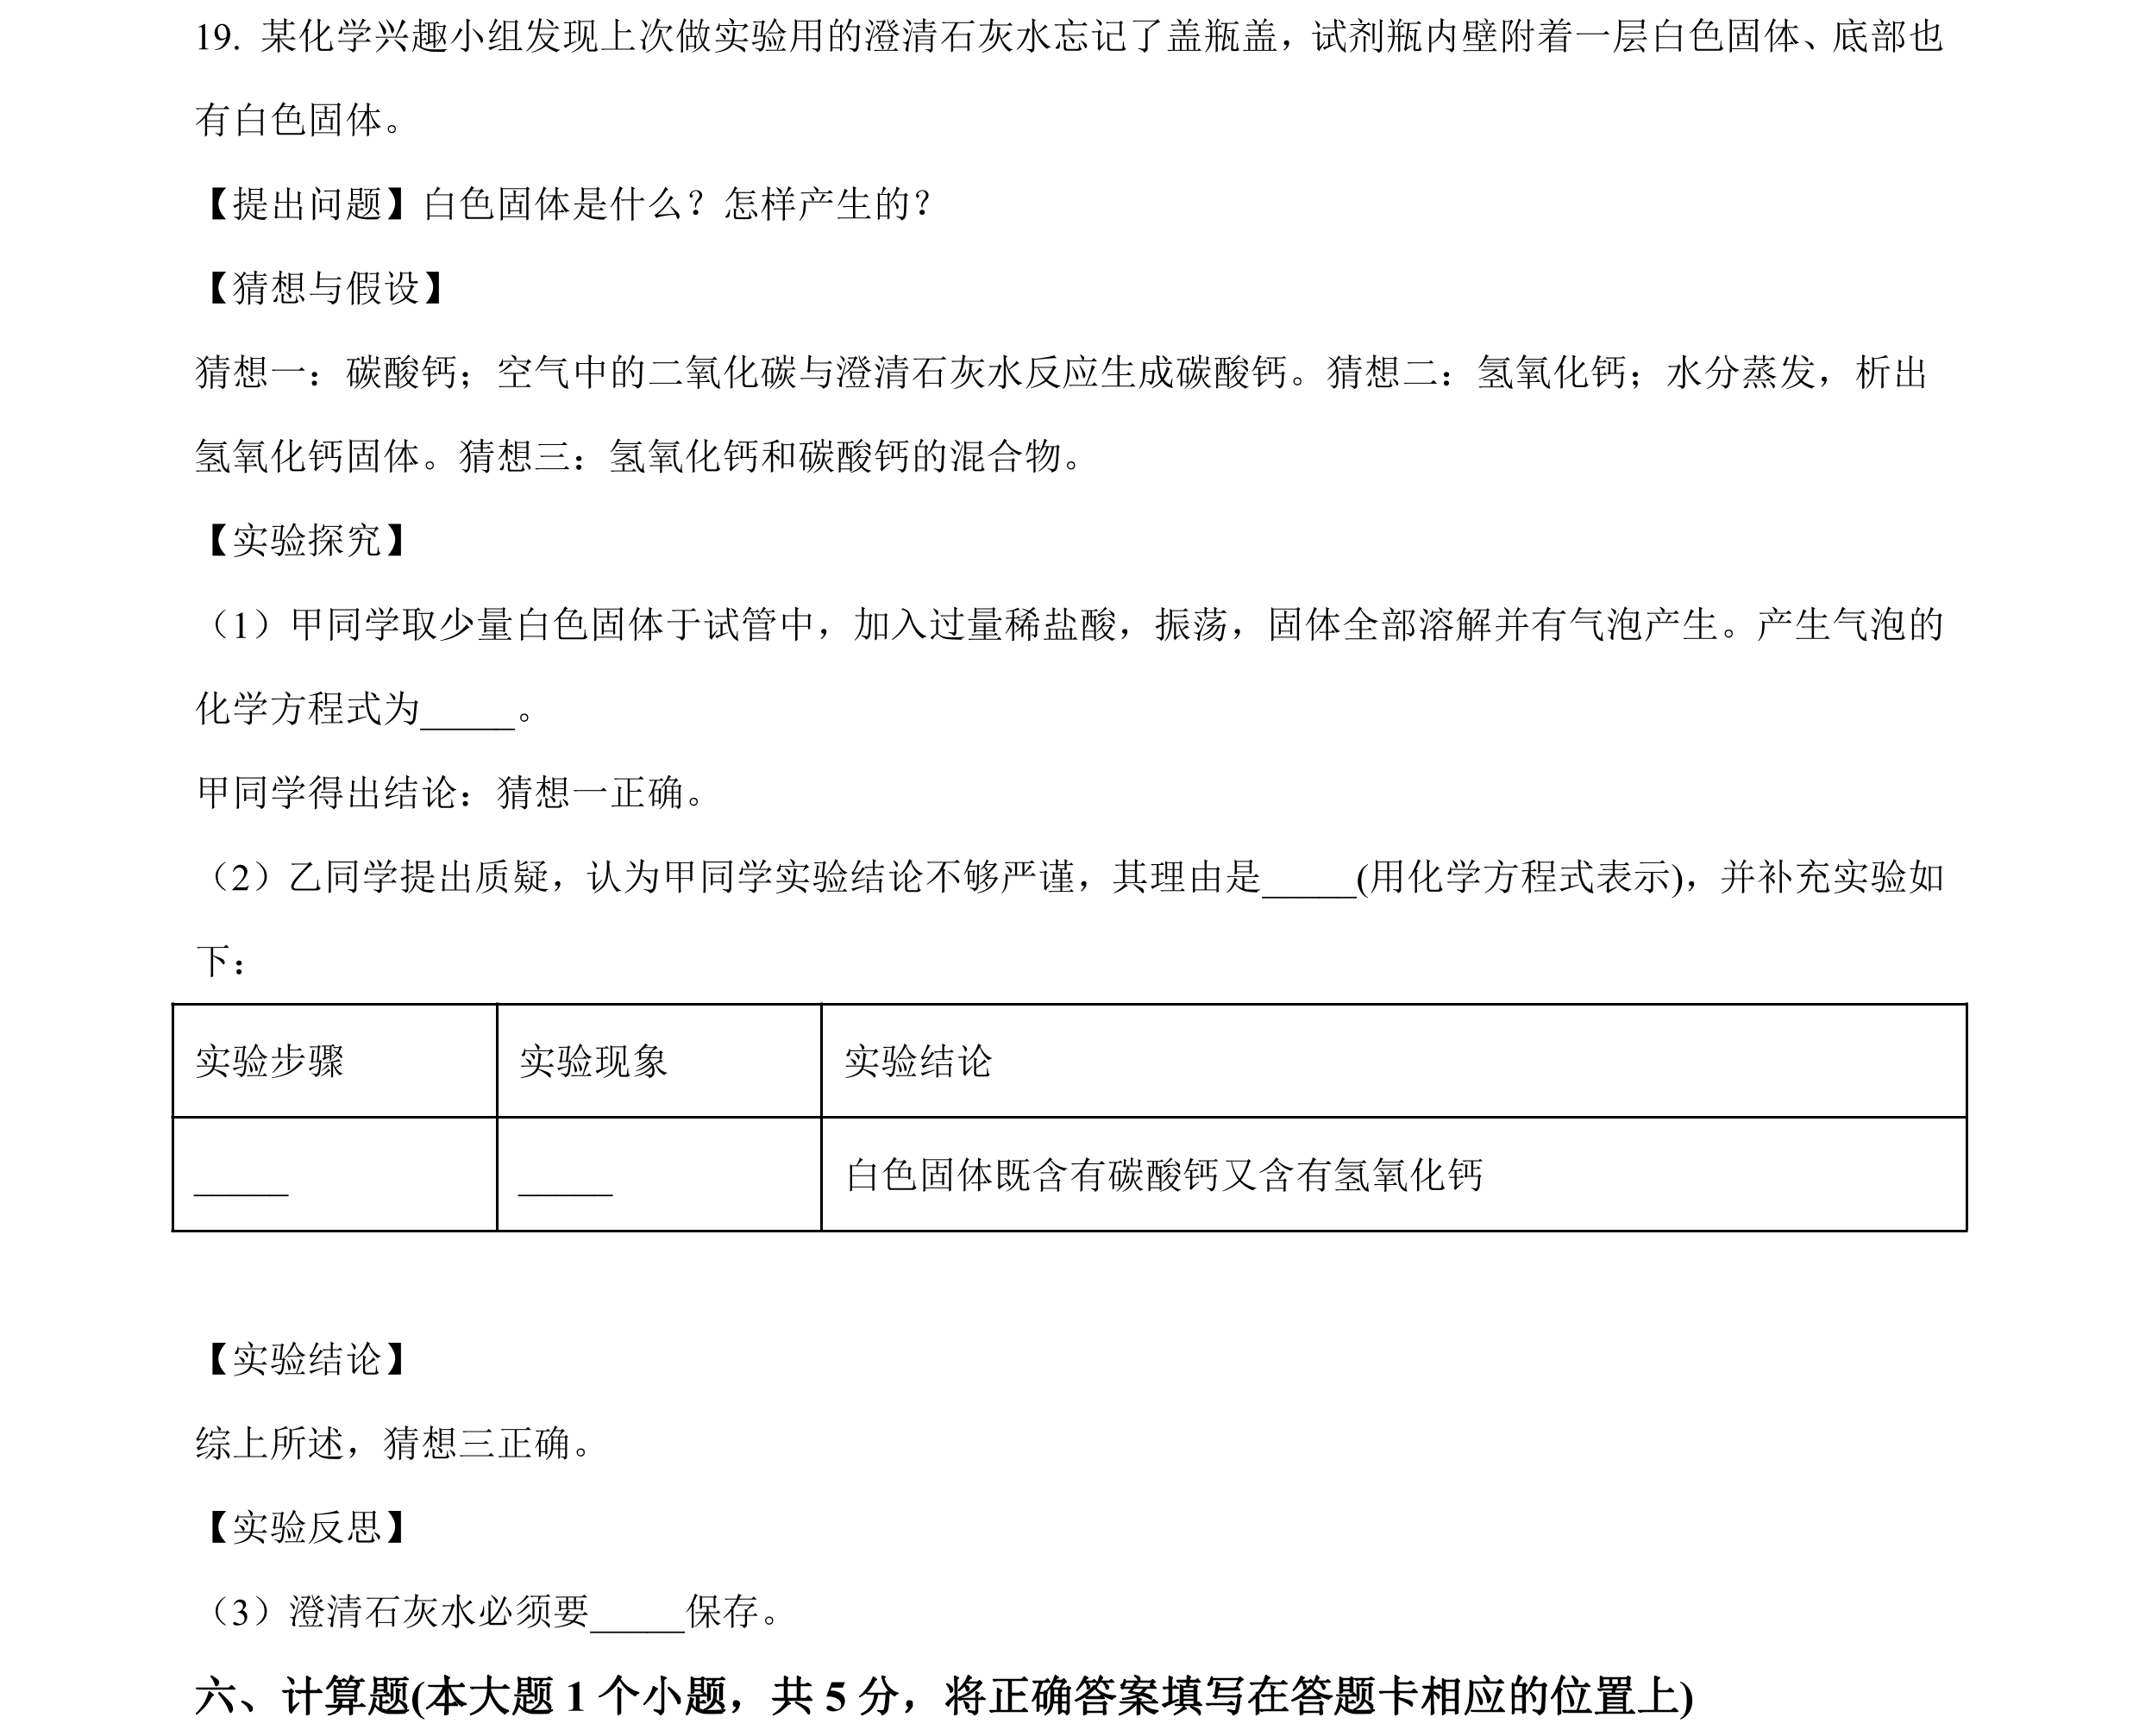 19. 某化学兴趣小组发现上次做实验用的澄清石灰水忘记了盖瓶盖，试剂瓶内壁附着一层白色固体、底部也
有白色固体。
【提出问题】白色固体是什么？怎样产生的？
【猜想与假设】
猜想一：碳酸钙；空气中的二氧化碳与澄清石灰水反应生成碳酸钙。猜想二：氢氧化钙；水分蒸发，析出
氢氧化钙固体。猜想三：氢氧化钙和碳酸钙的混合物。
【实验探究】
（1）甲同学取少量白色固体于试管中，加入过量稀盐酸，振荡，固体全部溶解并有气泡产生。产生气泡的
化学方程式为_____。
甲同学得出结论：猜想一正确。
（2）乙同学提出质疑，认为甲同学实验结论不够严谨，其理由是_____(用化学方程式表示)，并补充实验如
下：
实验步骤 实验现象 实验结论
_____ _____ 白色固体既含有碳酸钙又含有氢氧化钙
【实验结论】
综上所述，猜想三正确。
【实验反思】
（3）澄清石灰水必须要_____保存。
六、计算题(本大题 1 个小题，共 5 分，将正确答案填写在答题卡相应的位置上)